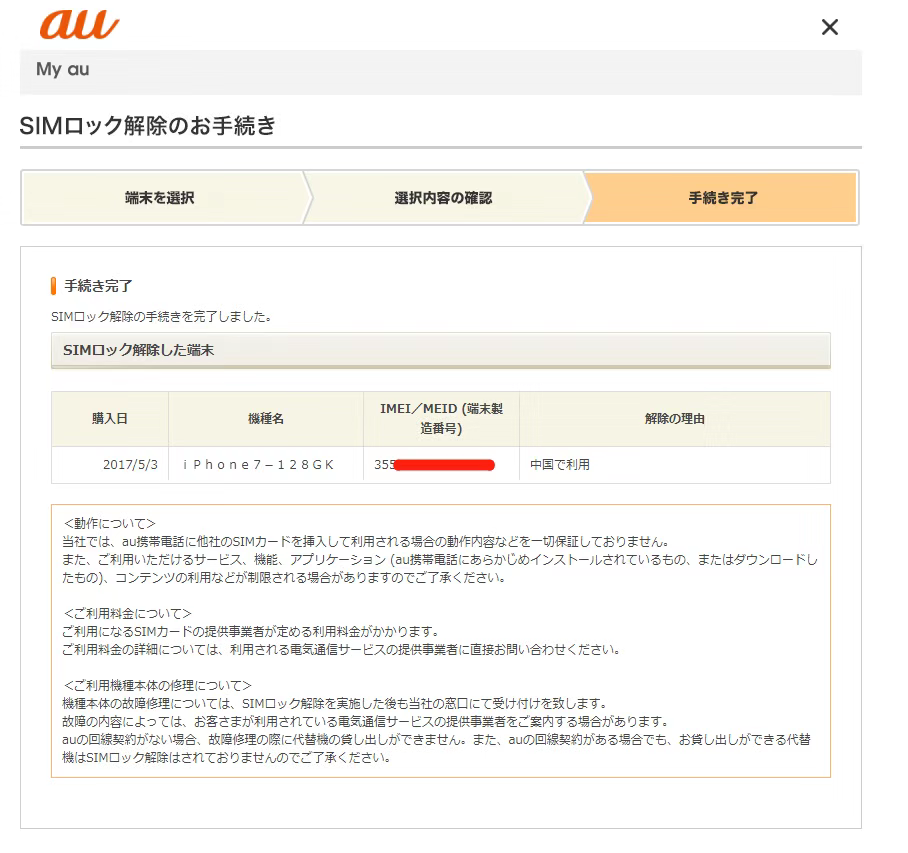 au
My au
SIMロック解除のお手続き
端末を選択
選択内容の確認
手続き完了
手続き完了
SIMロック解除の手続きを完了しました。
SIMロック解除した端末
購入日
機種名
IMEI／MEID (端末製
造番号)
解除の理由
2017/5/3
ｉＰｈｏｎｅ７－１２８ＧＫ
355
中国で利用
＜動作について＞
当社では、au携帯電話に他社のSIMカードを挿入して利用される場合の動作内容などを一切保証しておりません。
また、ご利用いただけるサービス、機能、アプリケーション (au携帯電話にあらかじめインストールされているもの、またはダウンロードし
たもの)、コンテンツの利用などが制限される場合がありますのでご了承ください。
＜ご利用料金について＞
ご利用になるSIMカードの提供事業者が定める利用料金がかかります。
ご利用料金の詳細については、利用される電気通信サービスの提供事業者に直接お問い合わせください。
＜ご利用機種本体の修理について＞
機種本体の故障修理については、SIMロック解除を実施した後も当社の窓口にて受け付けを致します。
故障の内容によっては、お客さまが利用されている電気通信サービスの提供事業者をご案内する場合があります。
auの回線契約がない場合、故障修理の際に代替機の貸し出しができません。また、auの回線契約がある場合でも、お貸し出しができる代替
機はSIMロック解除はされておりませんのでご了承ください。